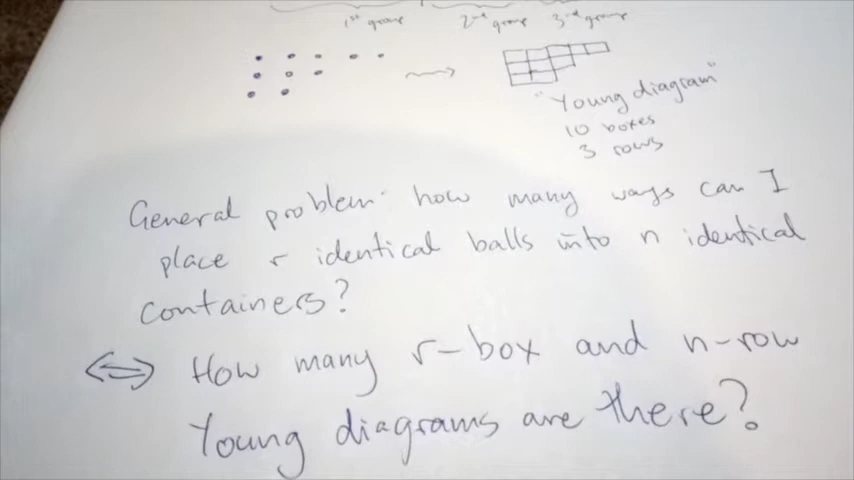 1st group 2nd group 3rd group
"Young diagram"
10 boxes
3 rows
General problem: how many ways can I
place r identical balls into n identical
containers?
⟺ How many r-box and n-row
Young diagrams are there?